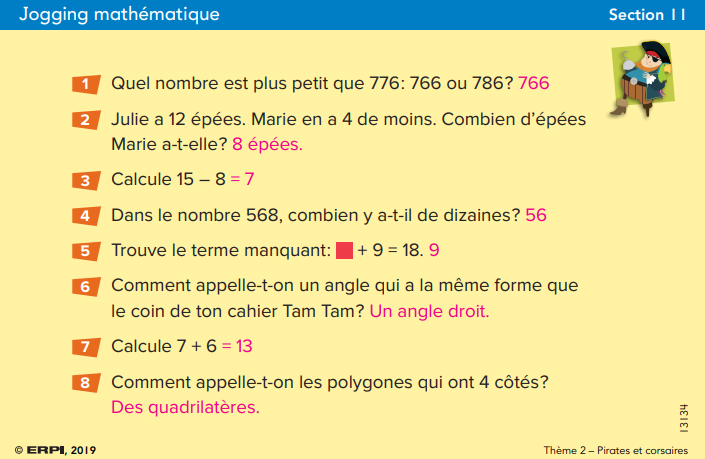 Jogging mathématique
Section 11
1 Quel nombre est plus petit que 776: 766 ou 786? 766
2 Julie a 12 épées. Marie en a 4 de moins. Combien d'épées
Marie a-t-elle? 8 épées.
3 Calcule 15 – 8 = 7
4 Dans le nombre 568, combien y a-t-il de dizaines? 56
5 Trouve le terme manquant: + 9 = 18. 9
6 Comment appelle-t-on un angle qui a la même forme que
le coin de ton cahier Tam Tam? Un angle droit.
7 Calcule 7 + 6 = 13
8 Comment appelle-t-on les polygones qui ont 4 côtés?
Des quadrilatères.
13134
© ERPI, 2019
Thème 2 – Pirates et corsaires